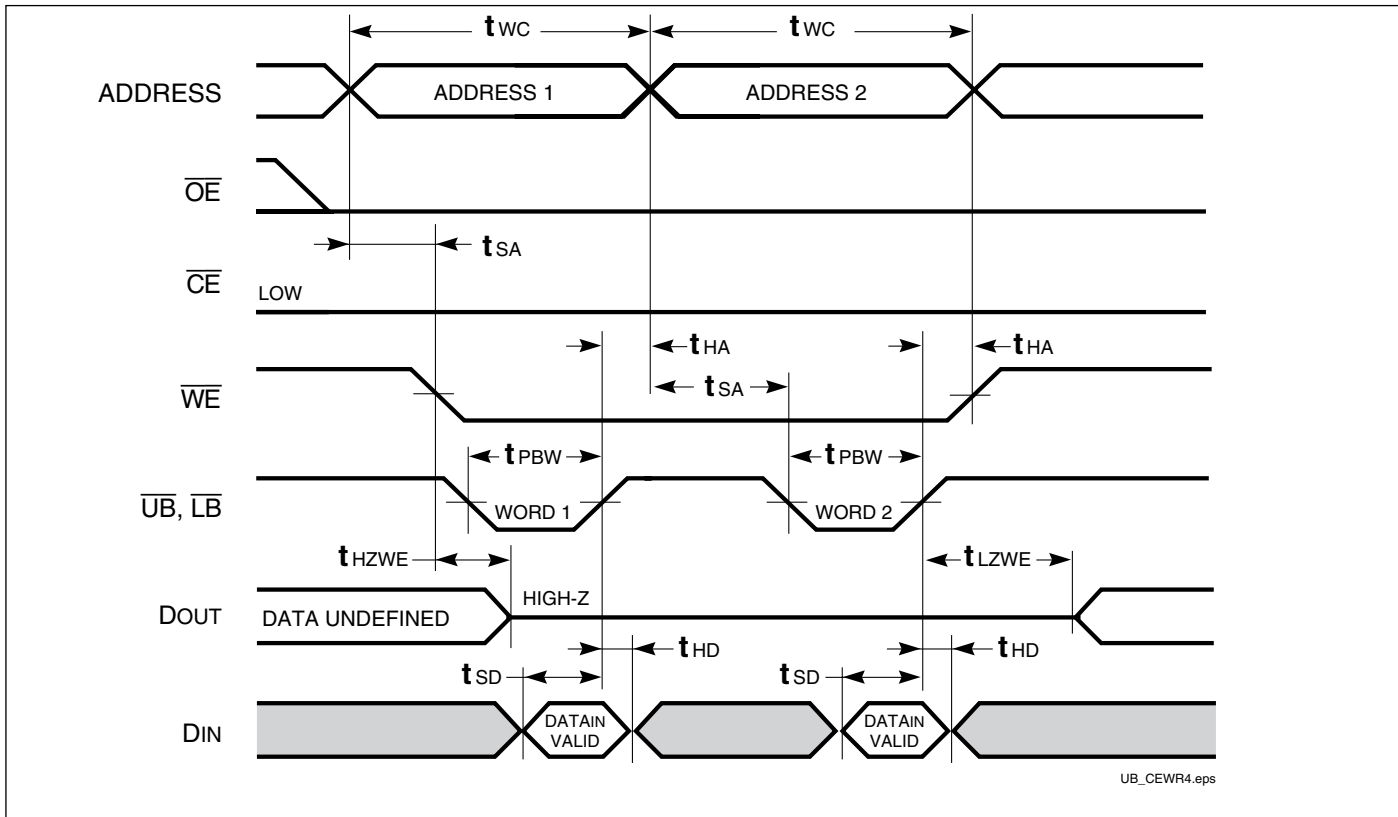 tWC tWC
ADDRESS ADDRESS 1 ADDRESS 2
OE
tSA
CE LOW
tHA tHA
tSA
WE
tPBW tPBW
UB, LB WORD 1 WORD 2
tHZWE tLZWE
HIGH-Z
DOUT DATA UNDEFINED
tHD tHD
tSD tSD
DIN DATAIN VALID DATAIN VALID
UB_CEWR4.eps